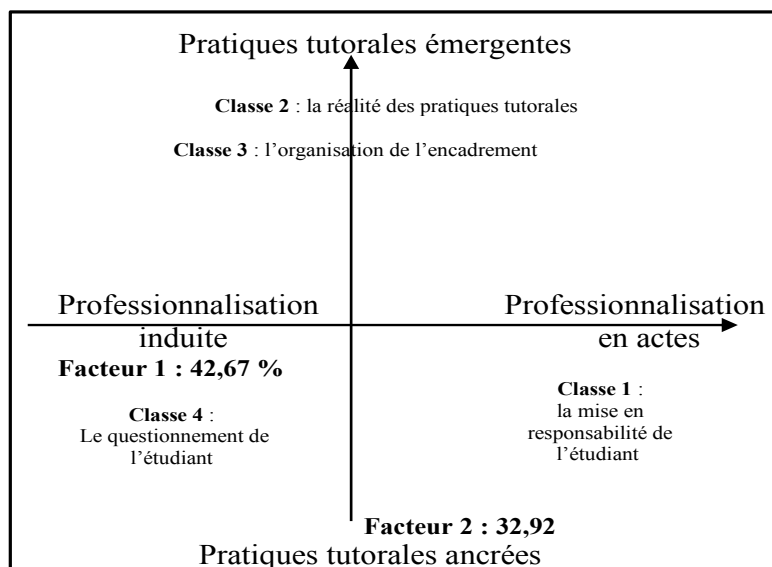 Pratiques tutorales émergentes
Classe 2 : la réalité des pratiques tutorales
Classe 3 : l’organisation de l’encadrement
Professionnalisation
induite
Professionnalisation
en actes
Facteur 1 : 42,67 %
Classe 4 :
Le questionnement de
l’étudiant
Classe 1 :
la mise en
responsabilité de
l’étudiant
Facteur 2 : 32,92
Pratiques tutorales ancrées